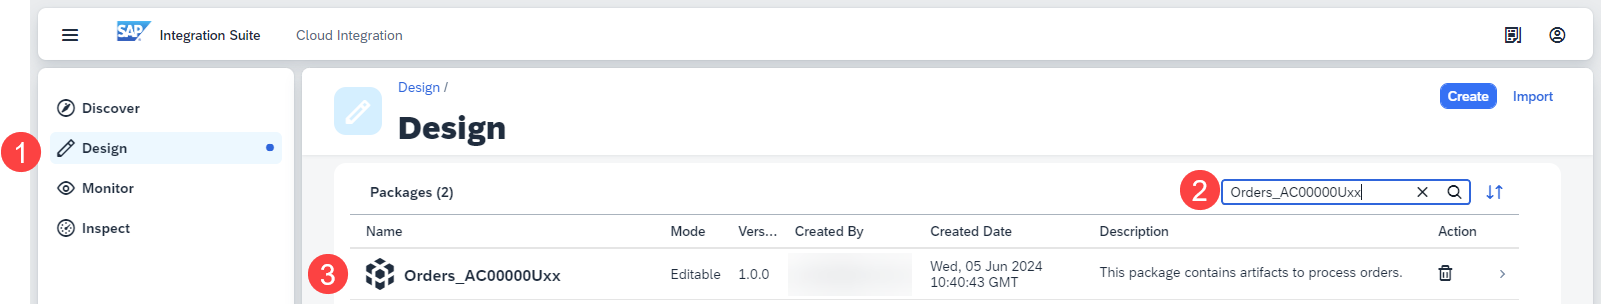 SAP Integration Suite Cloud Integration
Discover
1 Design
Monitor
Inspect
Design /
Design
Create Import
Packages (2) 2 Orders_AC00000Uxx
Name Mode Vers... Created By Created Date Description Action
3 Orders_AC00000Uxx Editable 1.0.0 Wed, 05 Jun 2024 This package contains artifacts to process orders.
10:40:43 GMT